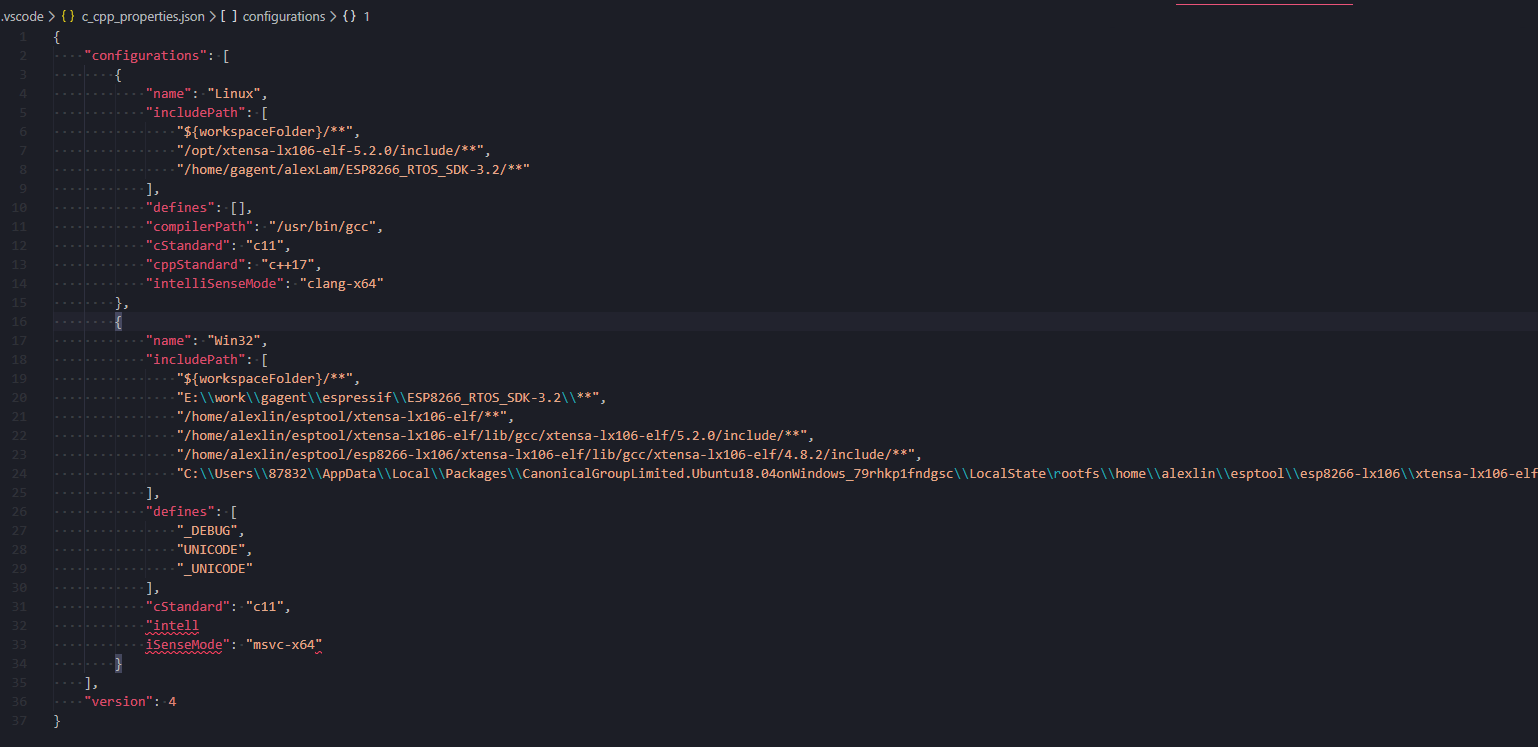 .vscode > {} c_cpp_properties.json > [ ] configurations > {} 1
1 {
2 ····"configurations":·[
3 ········{
4 ············"name":·"Linux",
5 ············"includePath":·[
6 ················"${workspaceFolder}/**",
7 ················"/opt/xtensa-lx106-elf-5.2.0/include/**",
8 ················"/home/gagent/alexLam/ESP8266_RTOS_SDK-3.2/**"
9 ············],
10 ············"defines":·[],
11 ············"compilerPath":·"/usr/bin/gcc",
12 ············"cStandard":·"c11",
13 ············"cppStandard":·"c++17",
14 ············"intelliSenseMode":·"clang-x64"
15 ········},
16 ········{
17 ············"name":·"Win32",
18 ············"includePath":·[
19 ················"${workspaceFolder}/**",
20 ················"E:\\work\\gagent\\espressif\\ESP8266_RTOS_SDK-3.2\\**",
21 ················"/home/alexlin/esptool/xtensa-lx106-elf/**",
22 ················"/home/alexlin/esptool/xtensa-lx106-elf/lib/gcc/xtensa-lx106-elf/5.2.0/include/**",
23 ················"/home/alexlin/esptool/esp8266-lx106/xtensa-lx106-elf/lib/gcc/xtensa-lx106-elf/4.8.2/include/**",
24 ················"C:\\Users\\87832\\AppData\\Local\\Packages\\CanonicalGroupLimited.Ubuntu18.04onWindows_79rhkp1fndgsc\\LocalState\rootfs\\home\\alexlin\\esptool\\esp8266-lx106\\xtensa-lx106-elf
25 ············],
26 ············"defines":·[
27 ················"_DEBUG",
28 ················"UNICODE",
29 ················"_UNICODE"
30 ············],
31 ············"cStandard":·"c11",
32 ············"intell
33 ············iSenseMode":·"msvc-x64"
34 ········}
35 ····],
36 ····"version":·4
37 }